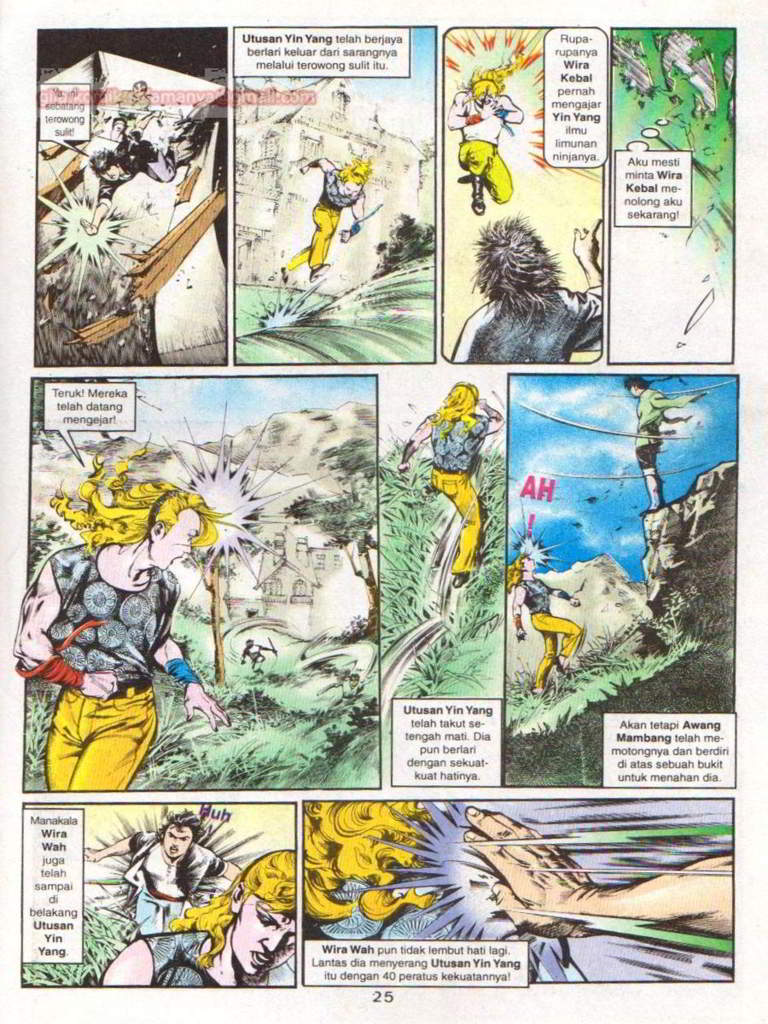 sebatang
terowong
sulit!
Utusan Yin Yang telah berjaya
berlari keluar dari sarangnya
melalui terowong sulit itu.
Rupa-
rupanya
Wira
Kebal
pernah
mengajar
Yin Yang
ilmu
limunan
ninjanya.
Aku mesti
minta Wira
Kebal me-
nolong aku
sekarang!
Teruk! Mereka
telah datang
mengejar!
Utusan Yin Yang
telah takut se-
tengah mati. Dia
pun berlari
dengan sekuat-
kuat hatinya.
AH
!
Akan tetapi Awang
Mambang telah me-
motongnya dan berdiri
di atas sebuah bukit
untuk menahan dia.
Manakala
Wira
Wah
juga
telah
sampai
di
belakang
Utusan
Yin
Yang.
Huh
!
Wira Wah pun tidak lembut hati lagi.
Lantas dia menyerang Utusan Yin Yang
itu dengan 40 peratus kekuatannya!
25